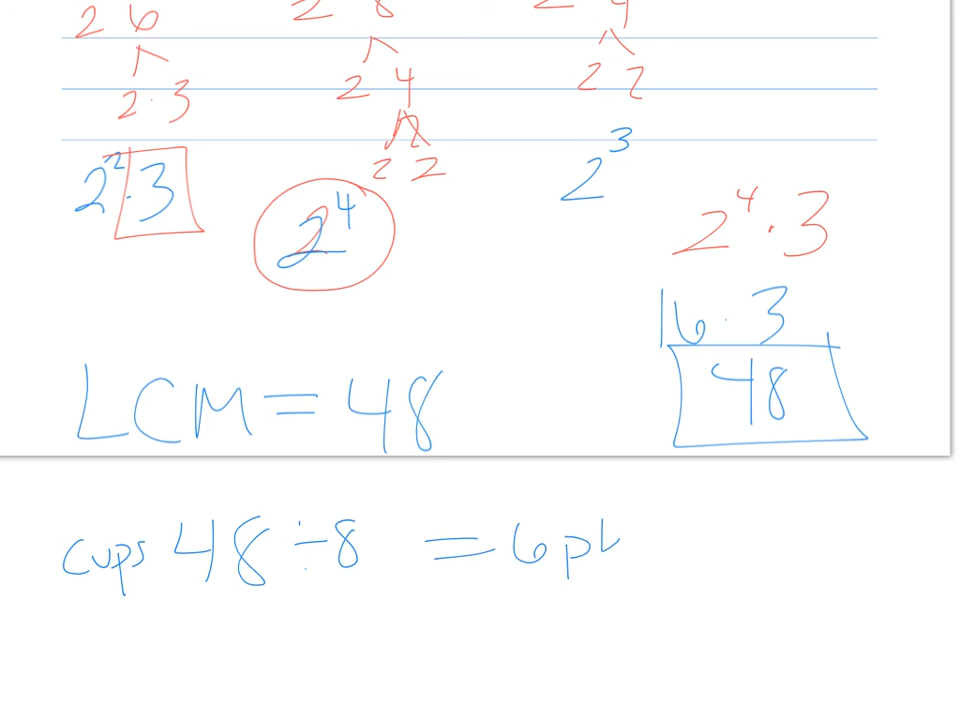 2 6 2 8 2 4
2 · 3 2 4 2 2
2 2
2² · 3 2⁴ 2³
2⁴ · 3
16 · 3
48
LCM = 48
cups 48 ÷ 8 = 6